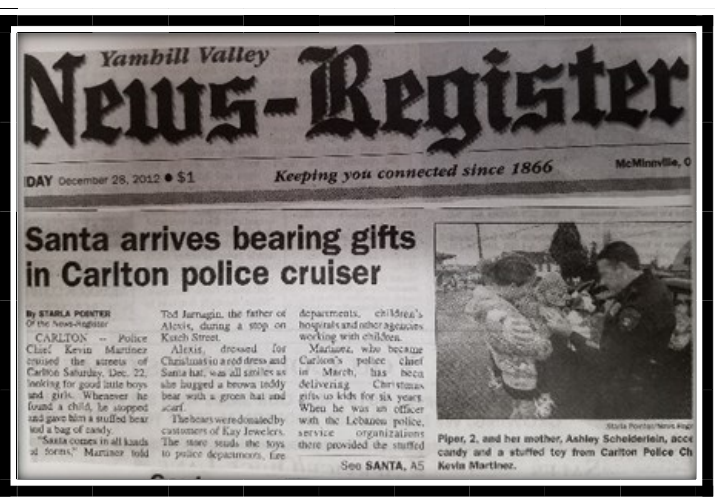 Yamhill Valley
News-Register
DAY December 28, 2012 • $1
Keeping you connected since 1866
McMinnville, O
Santa arrives bearing gifts
in Carlton police cruiser
By STARLA POINTER
Of the News-Register
CARLTON -- Police
Chief Kevin Martinez
cruised the streets of
Carlton Saturday, Dec. 22,
looking for good little boys
and girls. Whenever he
found a child, he stopped
and gave him a stuffed bear
and a bag of candy.
"Santa comes in all kinds
of forms," Martinez told
Tod Jarnagin, the father of
Alexis, during a stop on
Kutch Street.
Alexis, dressed for
Christmas in a red dress and
Santa hat, was all smiles as
she hugged a brown teddy
bear with a green hat and
scarf.
The bears were donated by
customers of Kay Jewelers.
The store sends the toys
to police departments, fire
departments, children's
hospitals and other agencies
working with children.
Martinez, who became
Carlton's police chief
in March, has been
delivering Christmas
gifts to kids for six years.
When he was an officer
with the Lebanon police,
service organizations
there provided the stuffed
See SANTA, A5
Starla Pointer/News-Regi
Piper, 2, and her mother, Ashley Scheiderlein, acce
candy and a stuffed toy from Carlton Police Ch
Kevin Martinez.